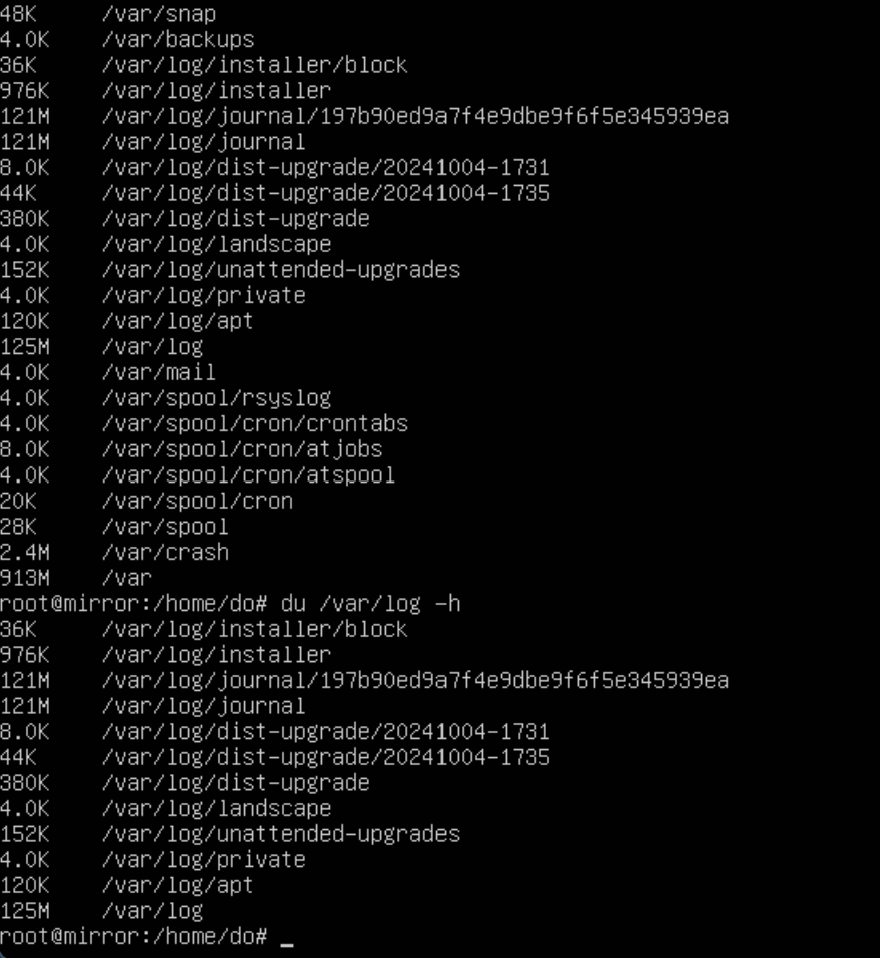 48K /var/snap
4.0K /var/backups
36K /var/log/installer/block
976K /var/log/installer
121M /var/log/journal/197b90ed9a7f4e9dbe9f6f5e345939ea
121M /var/log/journal
8.0K /var/log/dist-upgrade/20241004-1731
44K /var/log/dist-upgrade/20241004-1735
380K /var/log/dist-upgrade
4.0K /var/log/landscape
152K /var/log/unattended-upgrades
4.0K /var/log/private
120K /var/log/apt
125M /var/log
4.0K /var/mail
4.0K /var/spool/rsyslog
4.0K /var/spool/cron/crontabs
8.0K /var/spool/cron/atjobs
4.0K /var/spool/cron/atspool
20K /var/spool/cron
28K /var/spool
2.4M /var/crash
913M /var
root@mirror:/home/do# du /var/log -h
36K /var/log/installer/block
976K /var/log/installer
121M /var/log/journal/197b90ed9a7f4e9dbe9f6f5e345939ea
121M /var/log/journal
8.0K /var/log/dist-upgrade/20241004-1731
44K /var/log/dist-upgrade/20241004-1735
380K /var/log/dist-upgrade
4.0K /var/log/landscape
152K /var/log/unattended-upgrades
4.0K /var/log/private
120K /var/log/apt
125M /var/log
root@mirror:/home/do# _